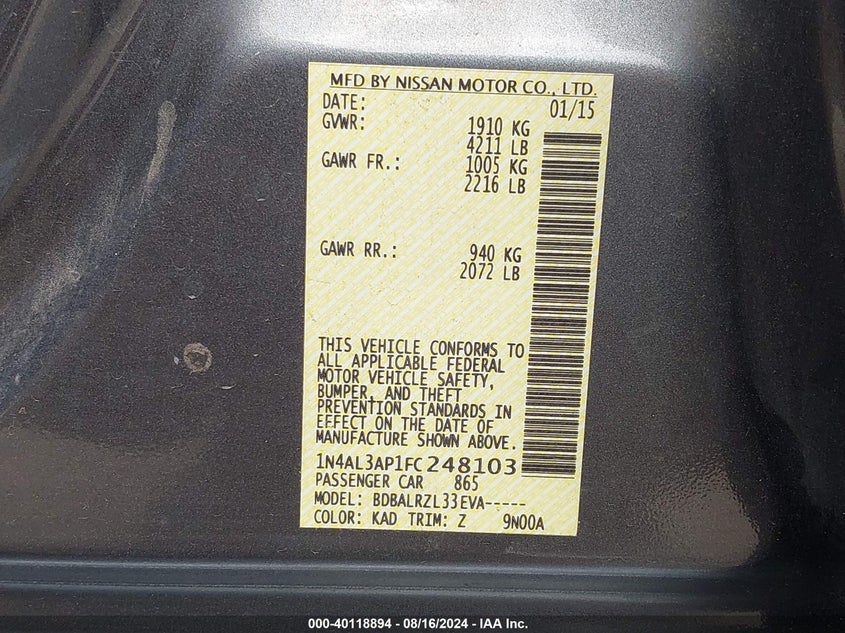 MFD BY NISSAN MOTOR CO., LTD.
DATE: 01/15
GVWR: 1910 KG
4211 LB
GAWR FR.: 1005 KG
2216 LB
GAWR RR.: 940 KG
2072 LB
THIS VEHICLE CONFORMS TO
ALL APPLICABLE FEDERAL
MOTOR VEHICLE SAFETY,
BUMPER, AND THEFT
PREVENTION STANDARDS IN
EFFECT ON THE DATE OF
MANUFACTURE SHOWN ABOVE.
1N4AL3AP1FC248103
PASSENGER CAR 865
MODEL: BDBALRZL33EVA-----
COLOR: KAD TRIM: Z 9N00A
000-40118894 - 08/16/2024 - IAA Inc.